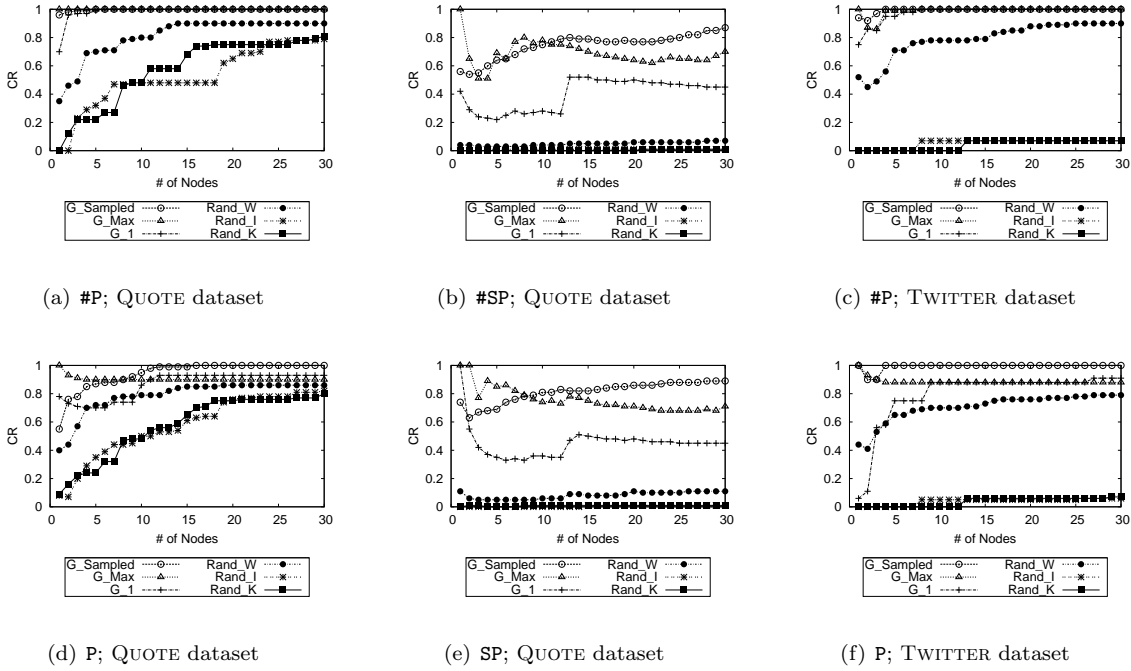 CR
1
0.8
0.6
0.4
0.2
0
0 5 10 15 20 25 30
# of Nodes
G_Sampled Rand_W
G_Max Rand_I
G_1 Rand_K
(a) #P; QUOTE dataset
CR
1
0.8
0.6
0.4
0.2
0
0 5 10 15 20 25 30
# of Nodes
G_Sampled Rand_W
G_Max Rand_I
G_1 Rand_K
(b) #SP; QUOTE dataset
CR
1
0.8
0.6
0.4
0.2
0
0 5 10 15 20 25 30
# of Nodes
G_Sampled Rand_W
G_Max Rand_I
G_1 Rand_K
(c) #P; TWITTER dataset
CR
1
0.8
0.6
0.4
0.2
0
0 5 10 15 20 25 30
# of Nodes
G_Sampled Rand_W
G_Max Rand_I
G_1 Rand_K
(d) P; QUOTE dataset
CR
1
0.8
0.6
0.4
0.2
0
0 5 10 15 20 25 30
# of Nodes
G_Sampled Rand_W
G_Max Rand_I
G_1 Rand_K
(e) SP; QUOTE dataset
CR
1
0.8
0.6
0.4
0.2
0
0 5 10 15 20 25 30
# of Nodes
G_Sampled Rand_W
G_Max Rand_I
G_1 Rand_K
(f) P; TWITTER dataset